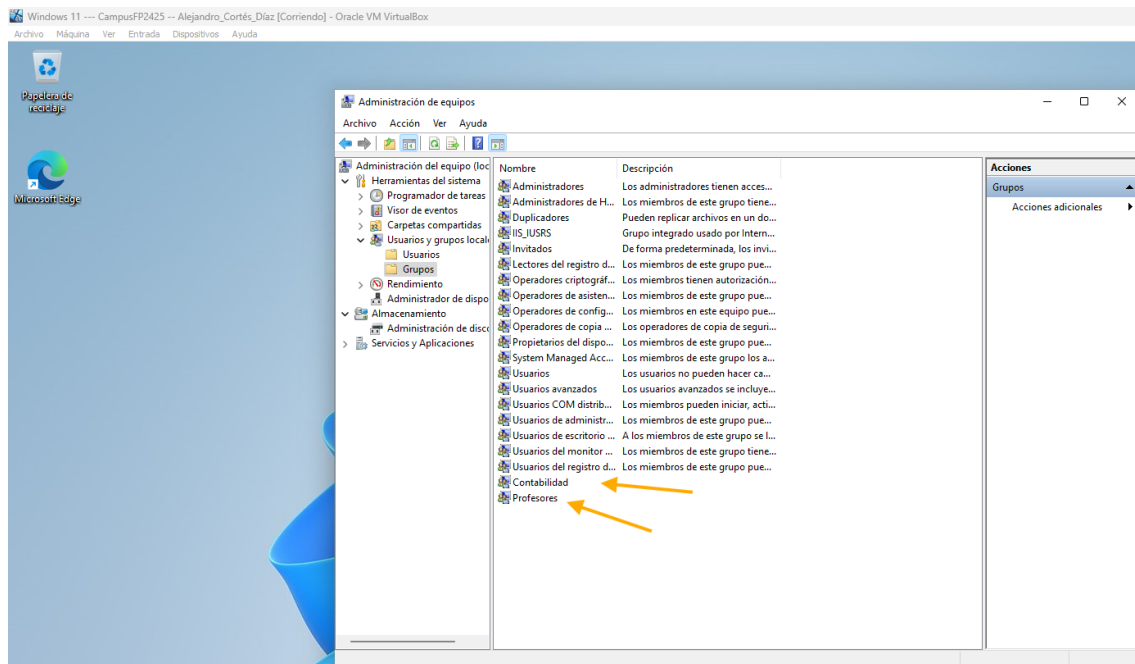 Windows 11 --- CampusFP2425 -- Alejandro_Cortés_Díaz [Corriendo] - Oracle VM VirtualBox
Archivo Máquina Ver Entrada Dispositivos Ayuda
Papelera de
reciclaje
Microsoft Edge
Administración de equipos
Archivo Acción Ver Ayuda
Administración del equipo (loc
Herramientas del sistema
Programador de tareas
Visor de eventos
Carpetas compartidas
Usuarios y grupos locale
Usuarios
Grupos
Rendimiento
Administrador de dispo
Almacenamiento
Administración de disco
Servicios y Aplicaciones
Nombre Descripción
Administradores Los administradores tienen acces...
Administradores de H... Los miembros de este grupo tiene...
Duplicadores Pueden replicar archivos en un do...
IIS_IUSRS Grupo integrado usado por Intern...
Invitados De forma predeterminada, los invi...
Lectores del registro d... Los miembros de este grupo pue...
Operadores criptográf... Los miembros tienen autorización...
Operadores de asisten... Los miembros de este grupo pue...
Operadores de config... Los miembros en este equipo pue...
Operadores de copia ... Los operadores de copia de seguri...
Propietarios del dispo... Los miembros de este grupo pue...
System Managed Acc... Los miembros de este grupo los a...
Usuarios Los usuarios no pueden hacer ca...
Usuarios avanzados Los usuarios avanzados se incluye...
Usuarios COM distrib... Los miembros pueden iniciar, acti...
Usuarios de administr... Los miembros de este grupo pue...
Usuarios de escritorio ... A los miembros de este grupo se l...
Usuarios del monitor ... Los miembros de este grupo tiene...
Usuarios del registro d... Los miembros de este grupo pue...
Contabilidad
Profesores
Acciones
Grupos
Acciones adicionales